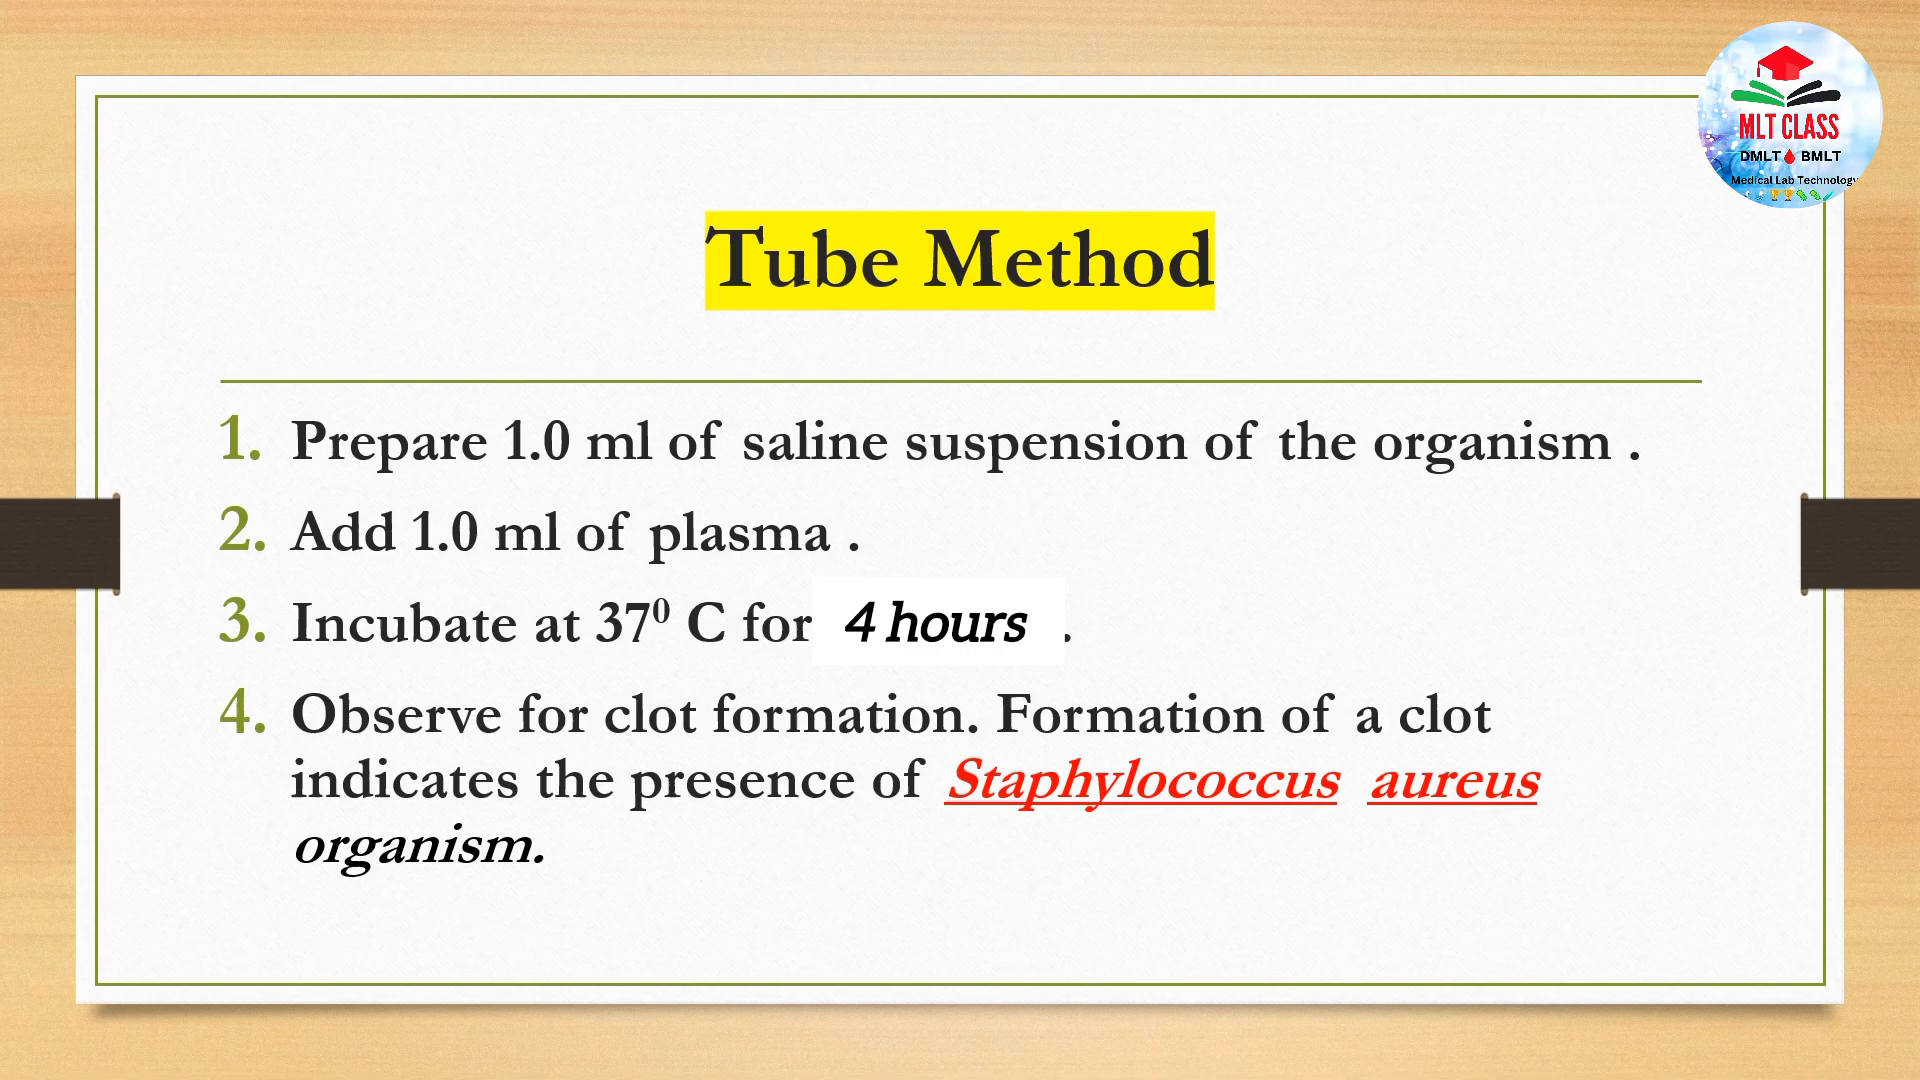 MLT CLASS
DMLT BMLT
Medical Lab Technology
Tube Method
1. Prepare 1.0 ml of saline suspension of the organism .
2. Add 1.0 ml of plasma .
3. Incubate at 37⁰ C for 4 hours .
4. Observe for clot formation. Formation of a clot
indicates the presence of Staphylococcus aureus
organism.